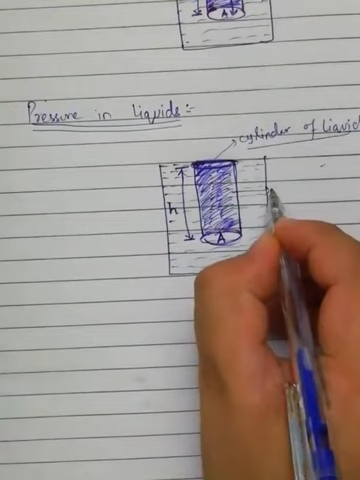 A
Pressure in liquids:-
cylinder of liquid
h
A